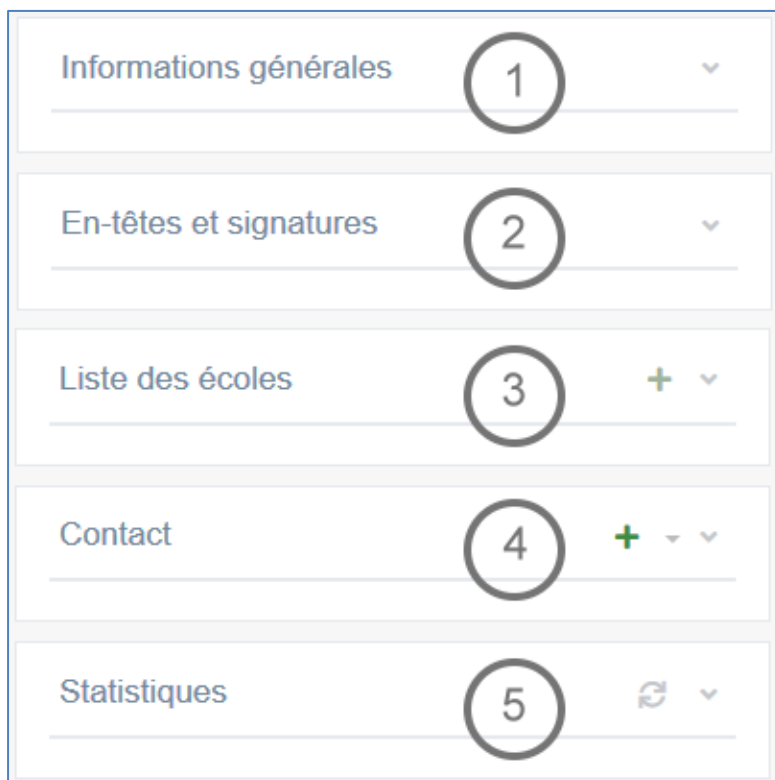 Informations générales 1
En-têtes et signatures 2
Liste des écoles 3
Contact 4
Statistiques 5